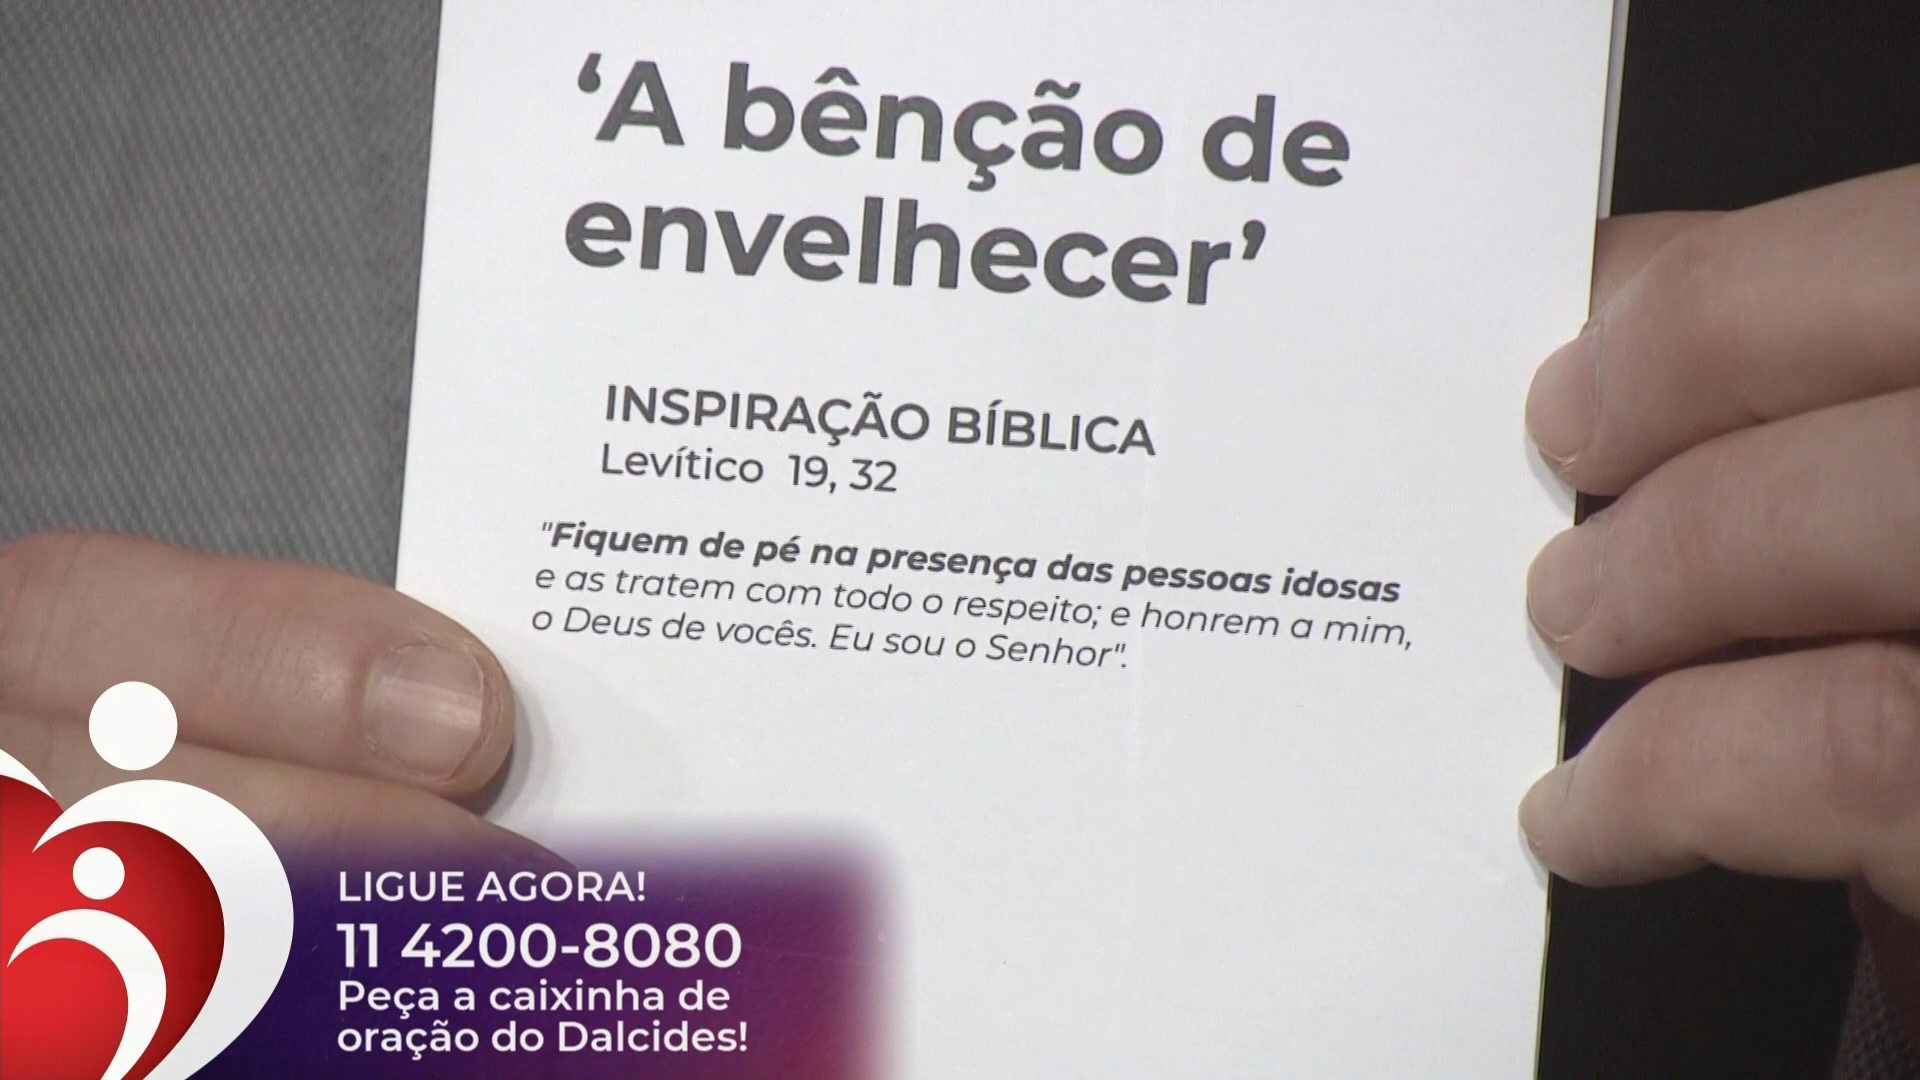 ‘A bênção de
envelhecer’
INSPIRAÇÃO BÍBLICA
Levítico 19, 32
"Fiquem de pé na presença das pessoas idosas
e as tratem com todo o respeito; e honrem a mim,
o Deus de vocês. Eu sou o Senhor".
LIGUE AGORA!
11 4200-8080
Peça a caixinha de
oração do Dalcides!